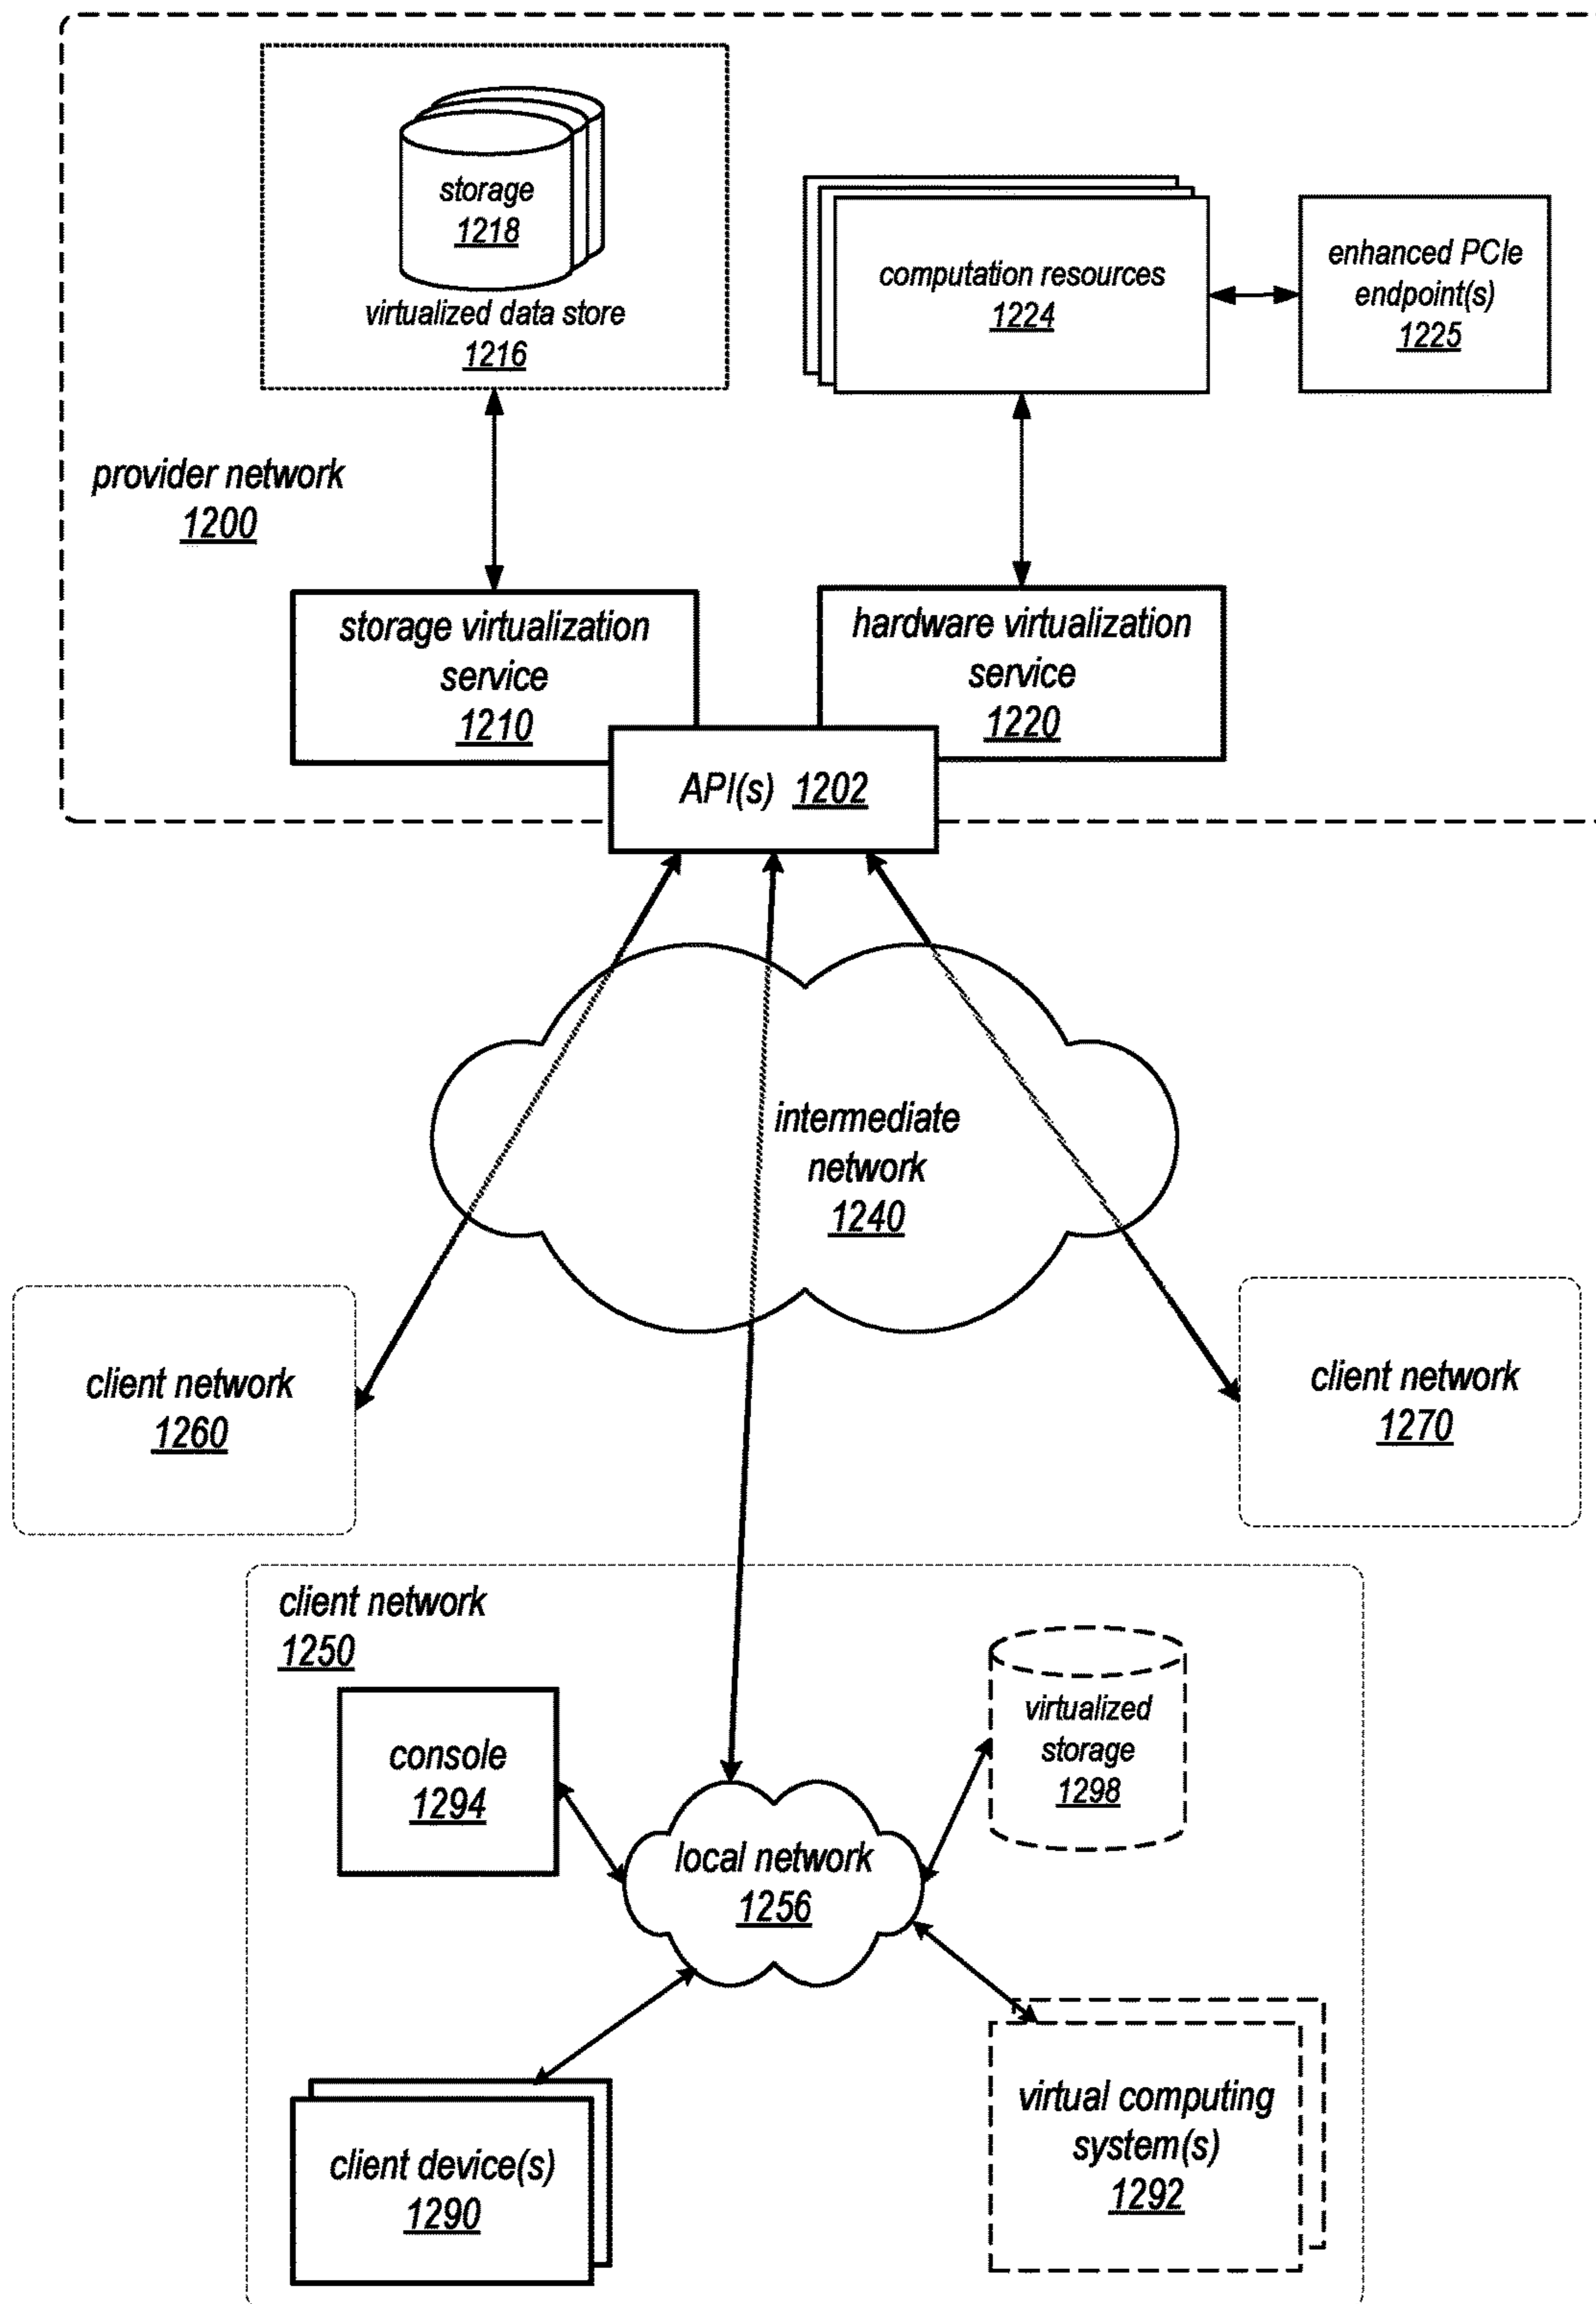 storage
1218
virtualized data store
1216
computation resources
1224
enhanced PCIe
endpoint(s)
1225
provider network
1200
storage virtualization
service
1210
hardware virtualization
service
1220
API(s) 1202
intermediate
network
1240
client network
1260
client network
1270
client network
1250
console
1294
virtualized
storage
1298
local network
1256
client device(s)
1290
virtual computing
system(s)
1292